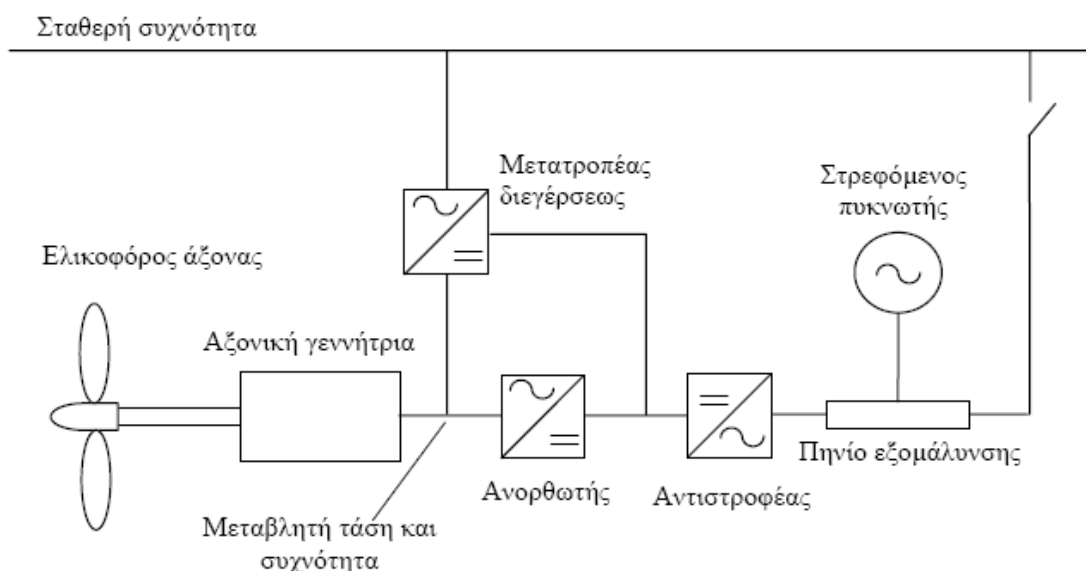 Σταθερή συχνότητα
Μετατροπέας
διεγέρσεως
Στρεφόμενος
πυκνωτής
Ελικοφόρος άξονας
Αξονική γεννήτρια
Πηνίο εξομάλυνσης
Ανορθωτής
Αντιστροφέας
Μεταβλητή τάση και
συχνότητα